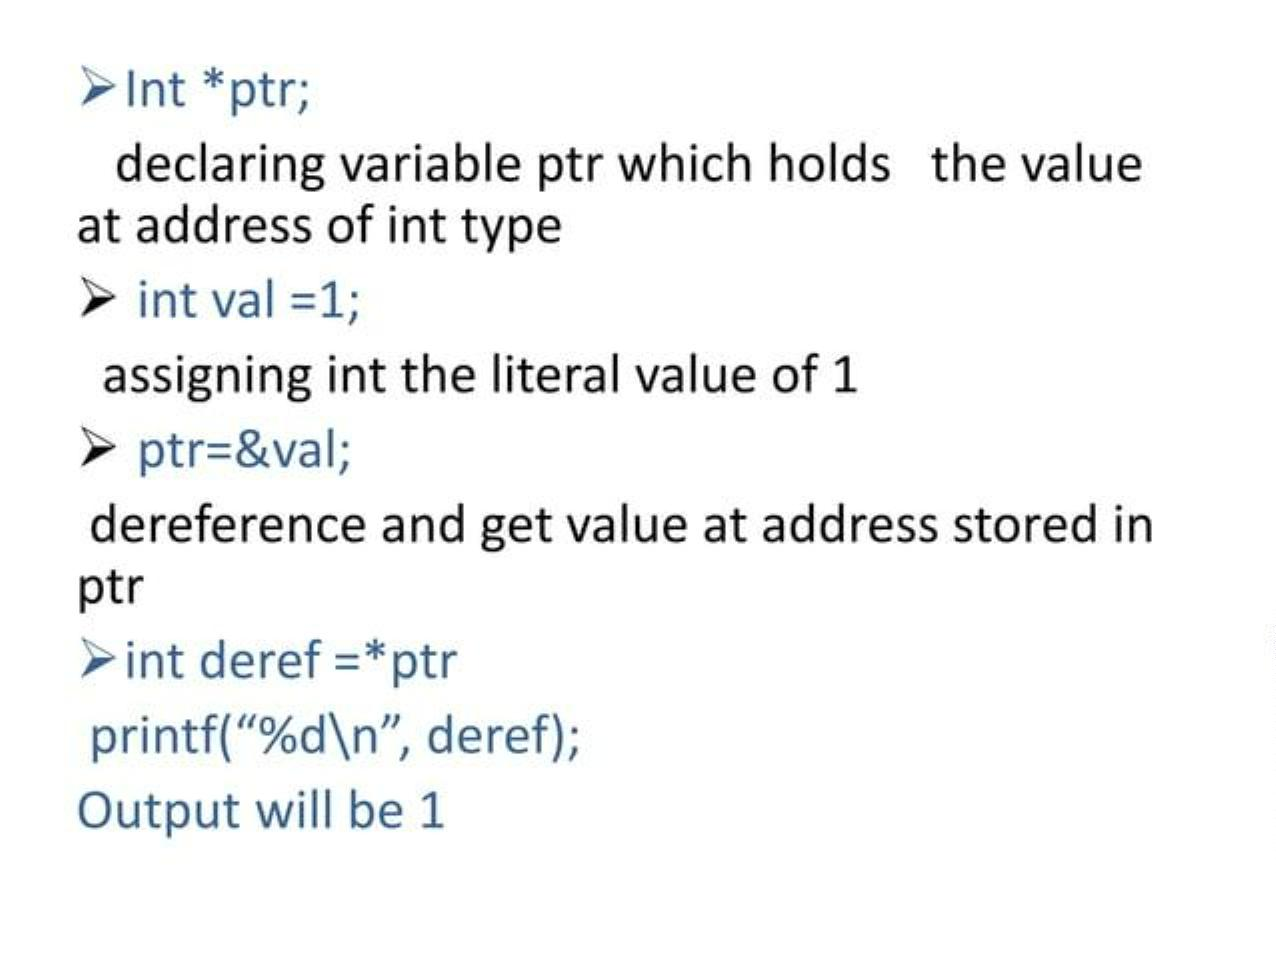 ➢Int *ptr;
declaring variable ptr which holds the value
at address of int type
➢ int val =1;
assigning int the literal value of 1
➢ ptr=&val;
dereference and get value at address stored in
ptr
➢int deref =*ptr
printf(“%d\n”, deref);
Output will be 1